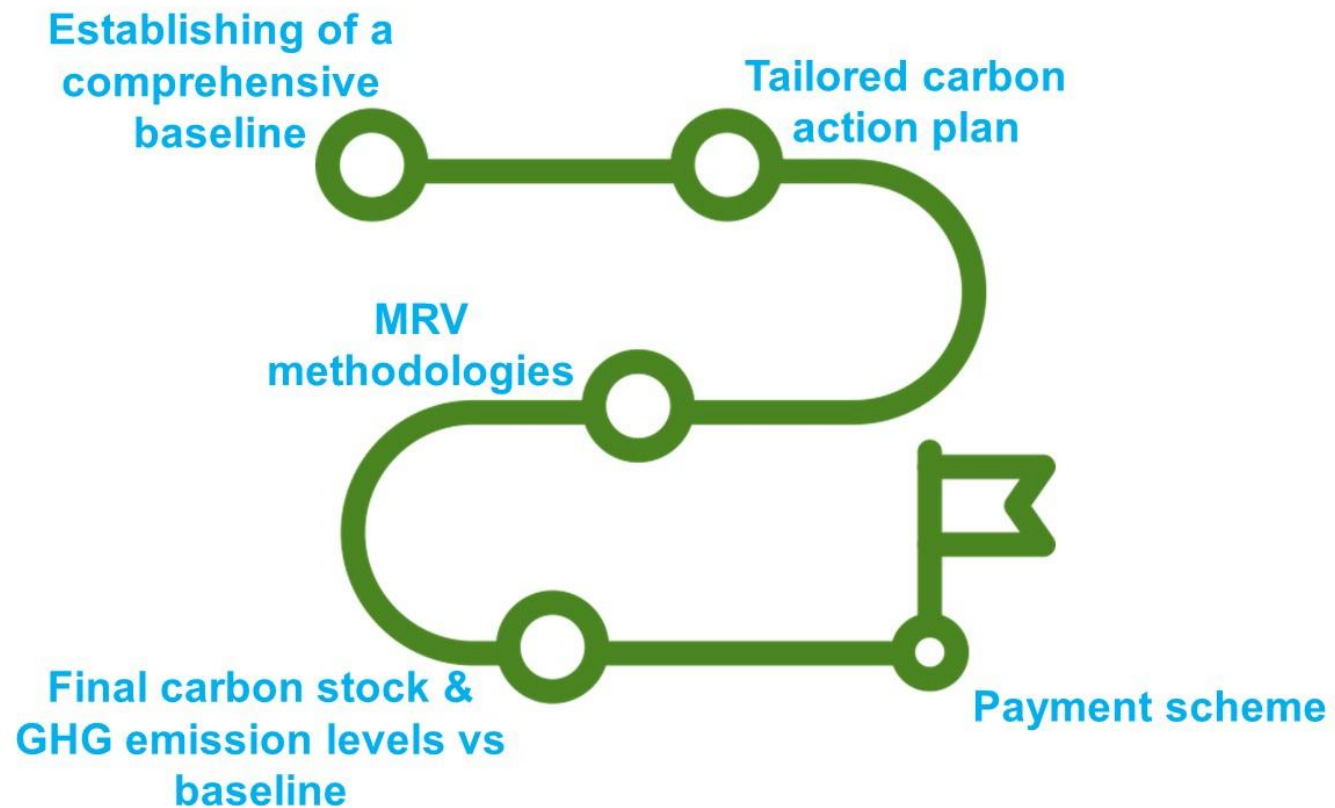 Establishing of a
comprehensive
baseline
Tailored carbon
action plan
MRV
methodologies
Final carbon stock &
GHG emission levels vs
baseline
Payment scheme